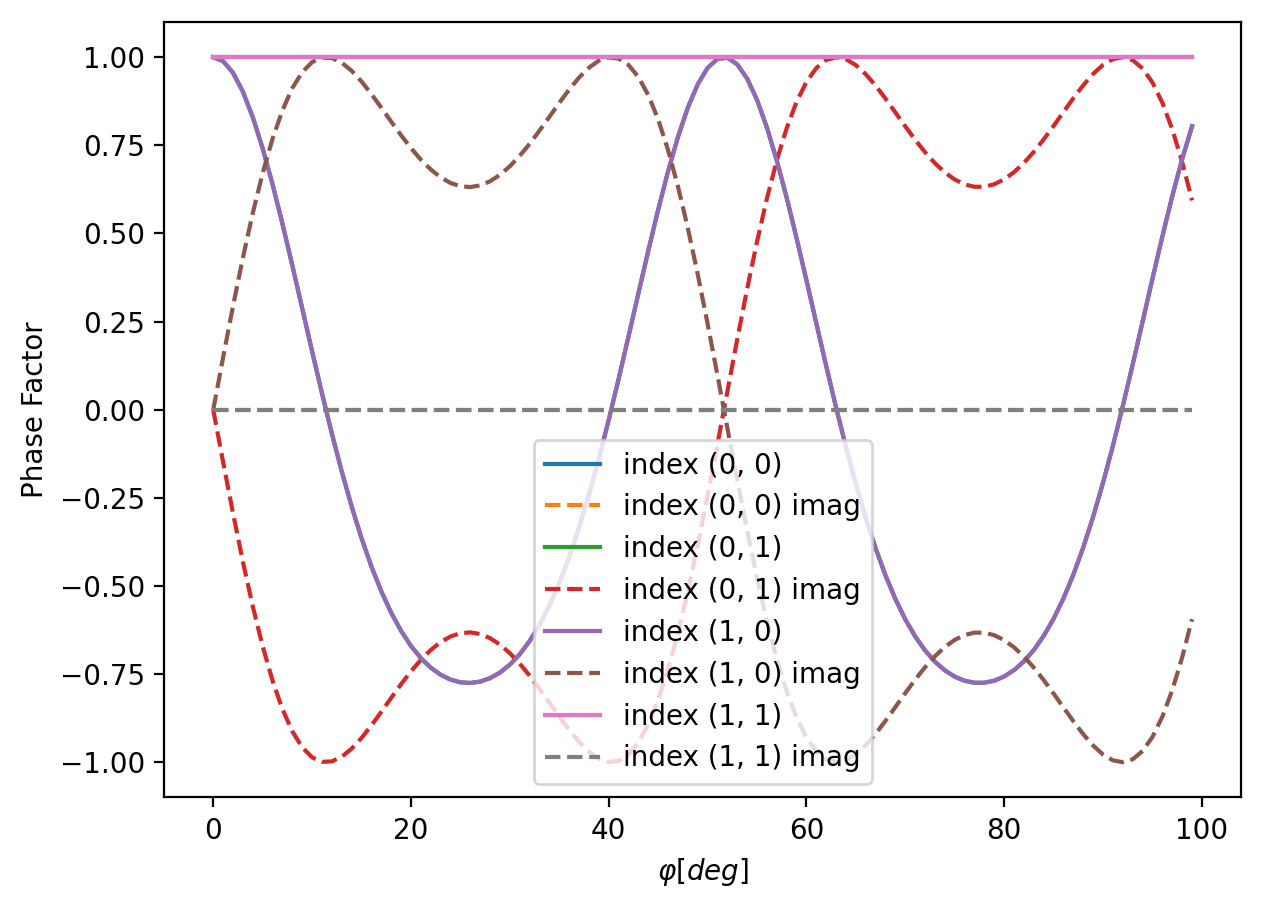 1.00
0.75
0.50
0.25
0.00
−0.25
−0.50
−0.75
−1.00
Phase Factor
index (0, 0)
index (0, 0) imag
index (0, 1)
index (0, 1) imag
index (1, 0)
index (1, 0) imag
index (1, 1)
index (1, 1) imag
0 20 40 60 80 100
φ[deg]